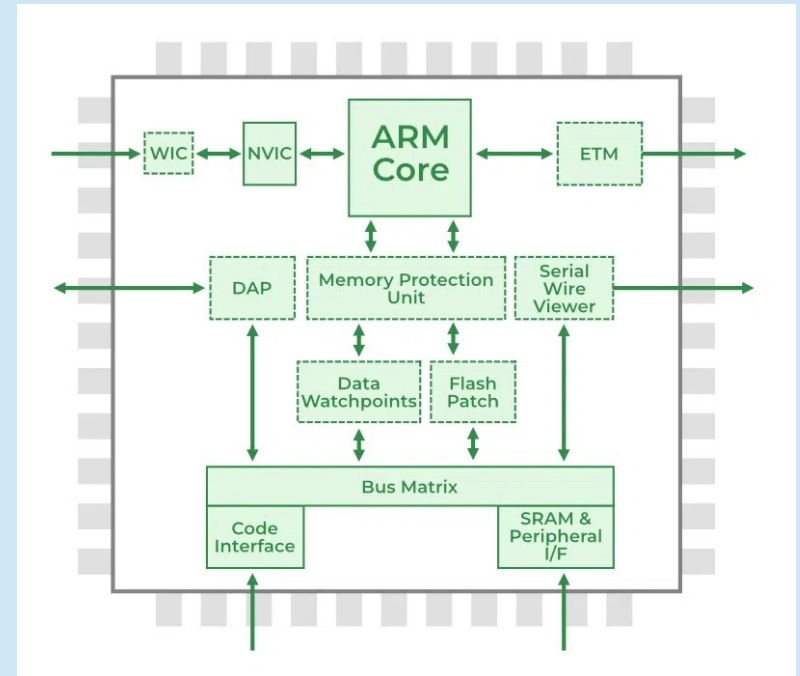 WIC
NVIC
ARM
Core
ETM
DAP
Memory Protection
Unit
Serial
Wire
Viewer
Data
Watchpoints
Flash
Patch
Bus Matrix
Code
Interface
SRAM &
Peripheral
I/F